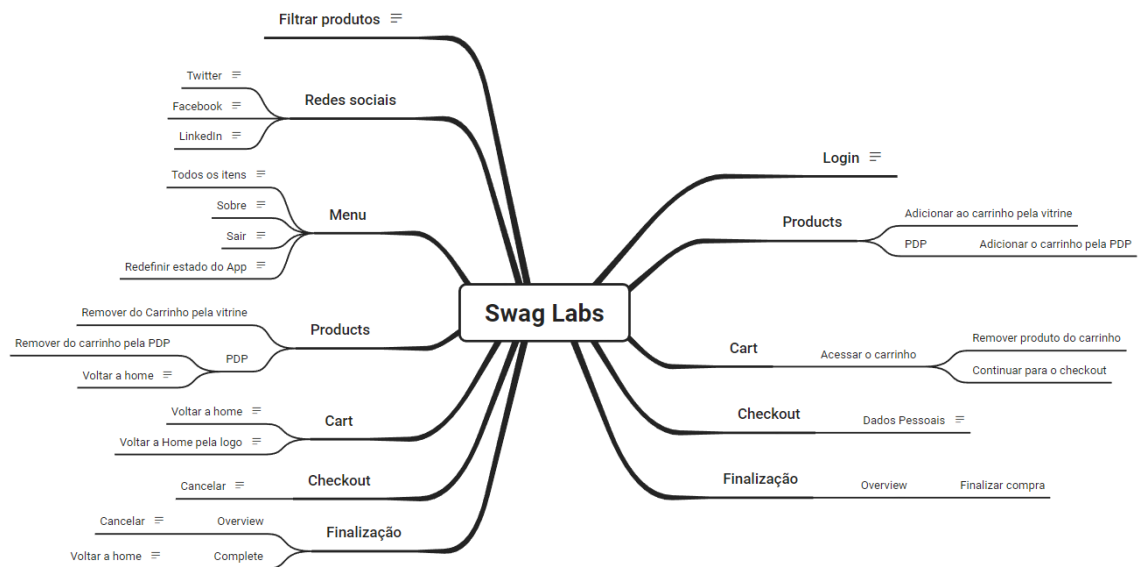 Filtrar produtos
Redes sociais
Twitter
Facebook
LinkedIn
Menu
Todos os itens
Sobre
Sair
Redefinir estado do App
Products
Remover do Carrinho pela vitrine
PDP
Remover do carrinho pela PDP
Voltar a home
Cart
Voltar a home
Voltar a Home pela logo
Checkout
Cancelar
Finalização
Overview
Cancelar
Complete
Voltar a home
Swag Labs
Login
Products
Adicionar ao carrinho pela vitrine
PDP
Adicionar o carrinho pela PDP
Cart
Acessar o carrinho
Remover produto do carrinho
Continuar para o checkout
Checkout
Dados Pessoais
Finalização
Overview
Finalizar compra